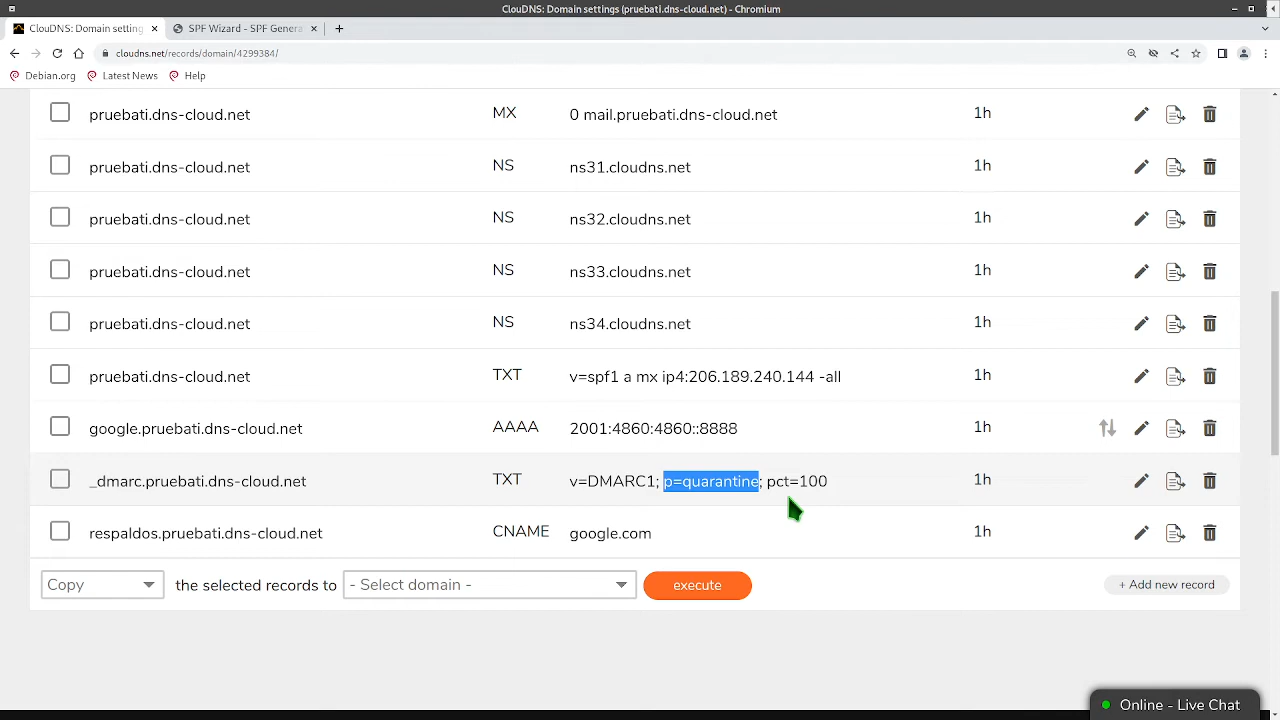 ClouDNS: Domain settings (pruebati.dns-cloud.net) - Chromium
ClouDNS: Domain setting
SPF Wizard - SPF Genera
cloudns.net/records/domain/4299384/
Debian.org Latest News Help
pruebati.dns-cloud.net MX 0 mail.pruebati.dns-cloud.net 1h
pruebati.dns-cloud.net NS ns31.cloudns.net 1h
pruebati.dns-cloud.net NS ns32.cloudns.net 1h
pruebati.dns-cloud.net NS ns33.cloudns.net 1h
pruebati.dns-cloud.net NS ns34.cloudns.net 1h
pruebati.dns-cloud.net TXT v=spf1 a mx ip4:206.189.240.144 -all 1h
google.pruebati.dns-cloud.net AAAA 2001:4860:4860::8888 1h
_dmarc.pruebati.dns-cloud.net TXT v=DMARC1; p=quarantine; pct=100 1h
respaldos.pruebati.dns-cloud.net CNAME google.com 1h
Copy the selected records to - Select domain - execute + Add new record
Online - Live Chat